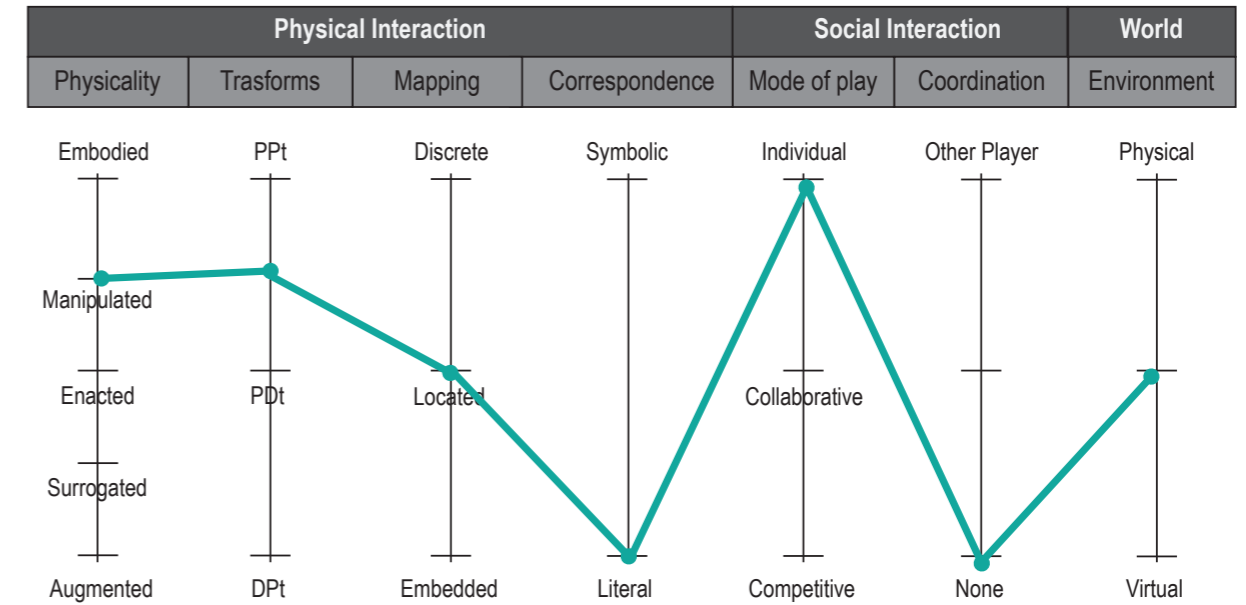 Physical Interaction Social Interaction World
Physicality Trasforms Mapping Correspondence Mode of play Coordination Environment
Embodied PPt Discrete Symbolic Individual Other Player Physical
Manipulated
Enacted PDt Located Collaborative
Surrogated
Augmented DPt Embedded Literal Competitive None Virtual